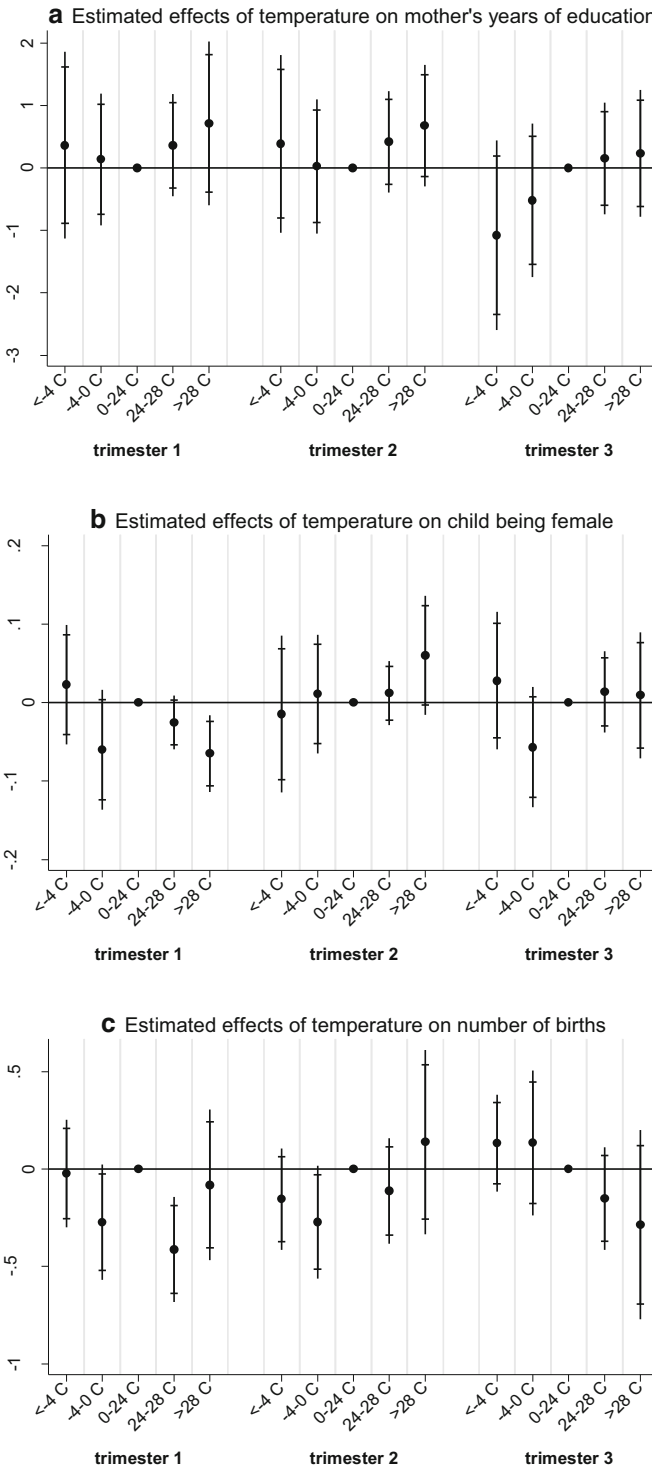 a Estimated effects of temperature on mother's years of education
2
1
0
-1
-2
-3
<-4 C -4-0 C 0-24 C 24-28 C >28 C <-4 C -4-0 C 0-24 C 24-28 C >28 C <-4 C -4-0 C 0-24 C 24-28 C >28 C
trimester 1 trimester 2 trimester 3
b Estimated effects of temperature on child being female
.2
.1
0
-.1
-.2
<-4 C -4-0 C 0-24 C 24-28 C >28 C <-4 C -4-0 C 0-24 C 24-28 C >28 C <-4 C -4-0 C 0-24 C 24-28 C >28 C
trimester 1 trimester 2 trimester 3
c Estimated effects of temperature on number of births
.5
0
-.5
-1
<-4 C -4-0 C 0-24 C 24-28 C >28 C <-4 C -4-0 C 0-24 C 24-28 C >28 C <-4 C -4-0 C 0-24 C 24-28 C >28 C
trimester 1 trimester 2 trimester 3